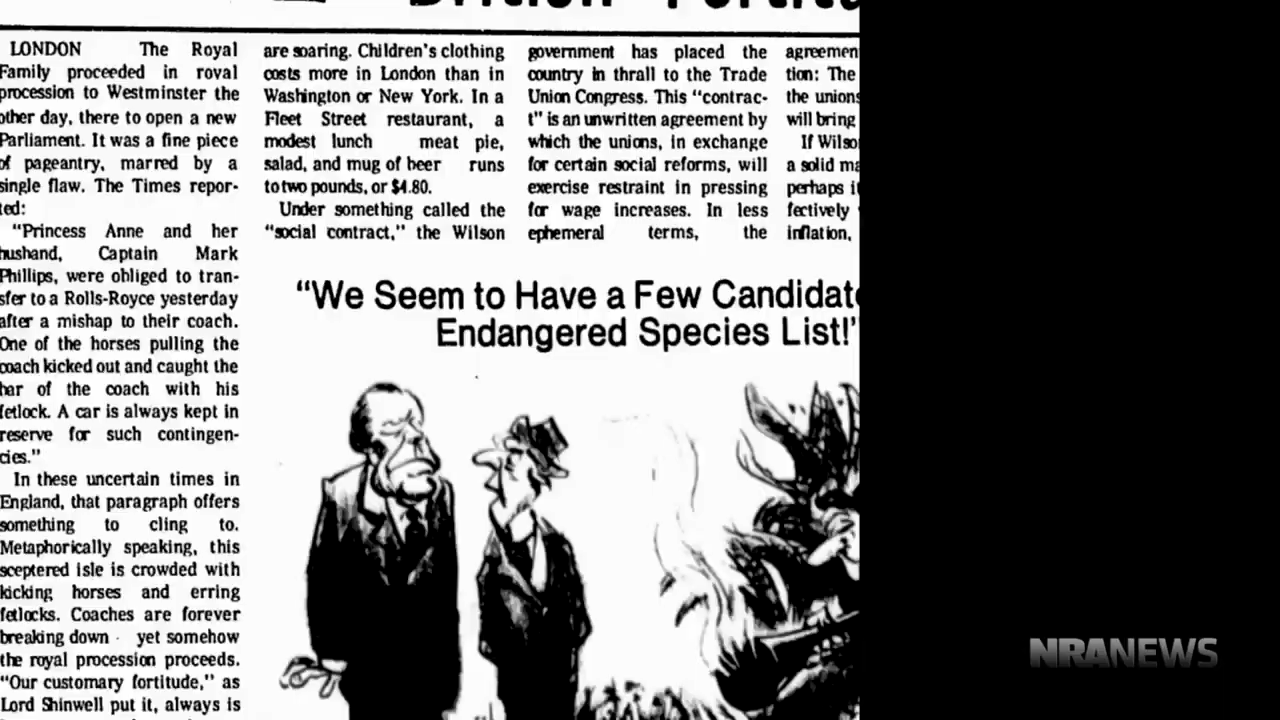 LONDON The Royal
Family proceeded in royal
procession to Westminster the
other day, there to open a new
Parliament. It was a fine piece
of pageantry, marred by a
single flaw. The Times repor-
ted:
"Princess Anne and her
husband, Captain Mark
Phillips, were obliged to tran-
sfer to a Rolls-Royce yesterday
after a mishap to their coach.
One of the horses pulling the
coach kicked out and caught the
bar of the coach with his
fetlock. A car is always kept in
reserve for such contingen-
cies."
In these uncertain times in
England, that paragraph offers
something to cling to.
Metaphorically speaking, this
sceptered isle is crowded with
kicking horses and erring
fetlocks. Coaches are forever
breaking down - yet somehow
the royal procession proceeds.
"Our customary fortitude," as
Lord Shinwell put it, always is
are soaring. Children's clothing
costs more in London than in
Washington or New York. In a
Fleet Street restaurant, a
modest lunch meat pie,
salad, and mug of beer runs
to two pounds, or $4.80.
Under something called the
"social contract," the Wilson
government has placed the
country in thrall to the Trade
Union Congress. This "contrac-
t" is an unwritten agreement by
which the unions, in exchange
for certain social reforms, will
exercise restraint in pressing
for wage increases. In less
ephemeral terms, the
agreemen
tion: The
the unions
will bring
If Wilso
a solid ma
perhaps it
fectively
inflation,
"We Seem to Have a Few Candidate
Endangered Species List!"
NRANEWS